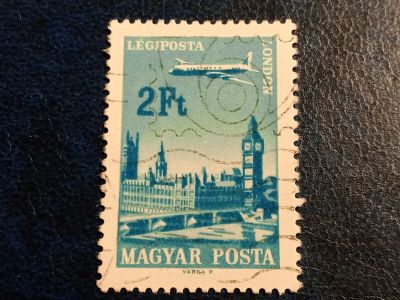 LÉGIPOSTA
LONDON
2Ft
MAGYAR POSTA
VARGA P.